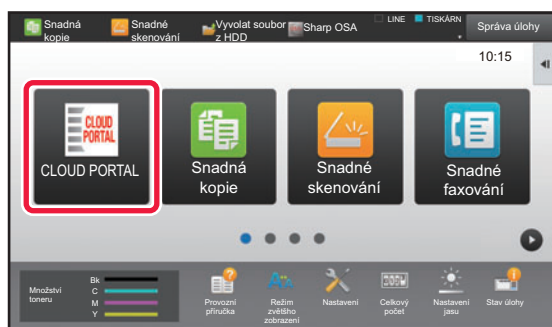 Snadná
kopie
Snadné
skenování
Vyvolat soubor
z HDD
Sharp OSA
LINE
TISKÁRN
Správa úlohy
10:15
CLOUD
PORTAL
CLOUD PORTAL
Snadná
kopie
Snadné
skenování
Snadné
faxování
Množství
toneru
Bk
C
M
Y
Provozní
příručka
Režim
zvětšeho
zobrazení
Nastavení
Celkový
počet
Nastavení
jasu
Stav úlohy